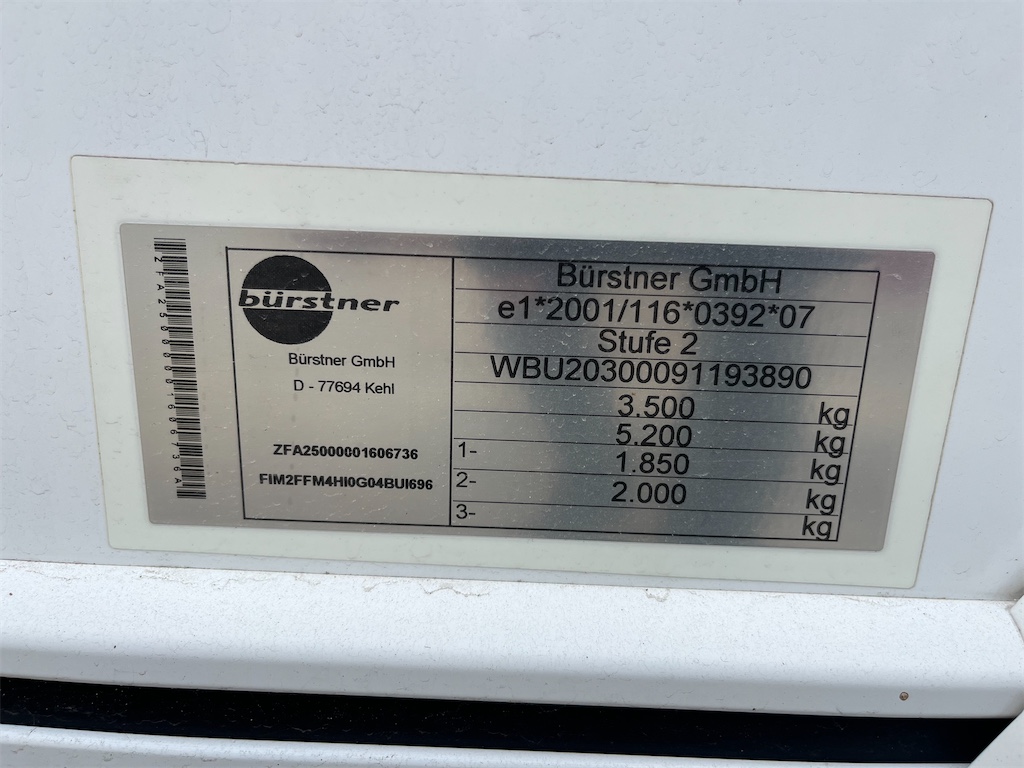 ZFA25000001606736A
bürstner
Bürstner GmbH
D - 77694 Kehl
ZFA25000001606736
FIM2FFM4HI0G04BUI696
Bürstner GmbH
e1*2001/116*0392*07
Stufe 2
WBU20300091193890
3.500 kg
5.200 kg
1- 1.850 kg
2- 2.000 kg
3- kg